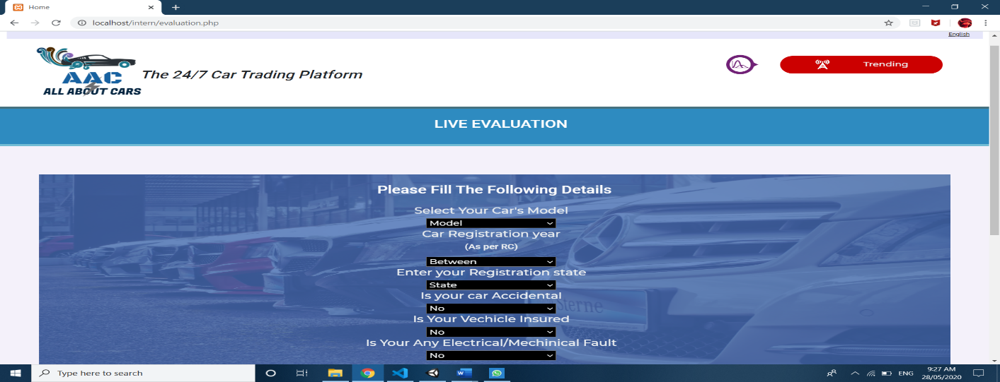 Home
localhost/intern/evaluation.php
English
AAC
ALL ABOUT CARS
The 24/7 Car Trading Platform
Trending
LIVE EVALUATION
Please Fill The Following Details
Select Your Car's Model
Model
Car Registration year
(As per RC)
Between
Enter your Registration state
State
Is your car Accidental
No
Is Your Vechicle Insured
No
Is Your Any Electrical/Mechinical Fault
No
Sterne
Type here to search
ENG
9:27 AM
28/05/2020